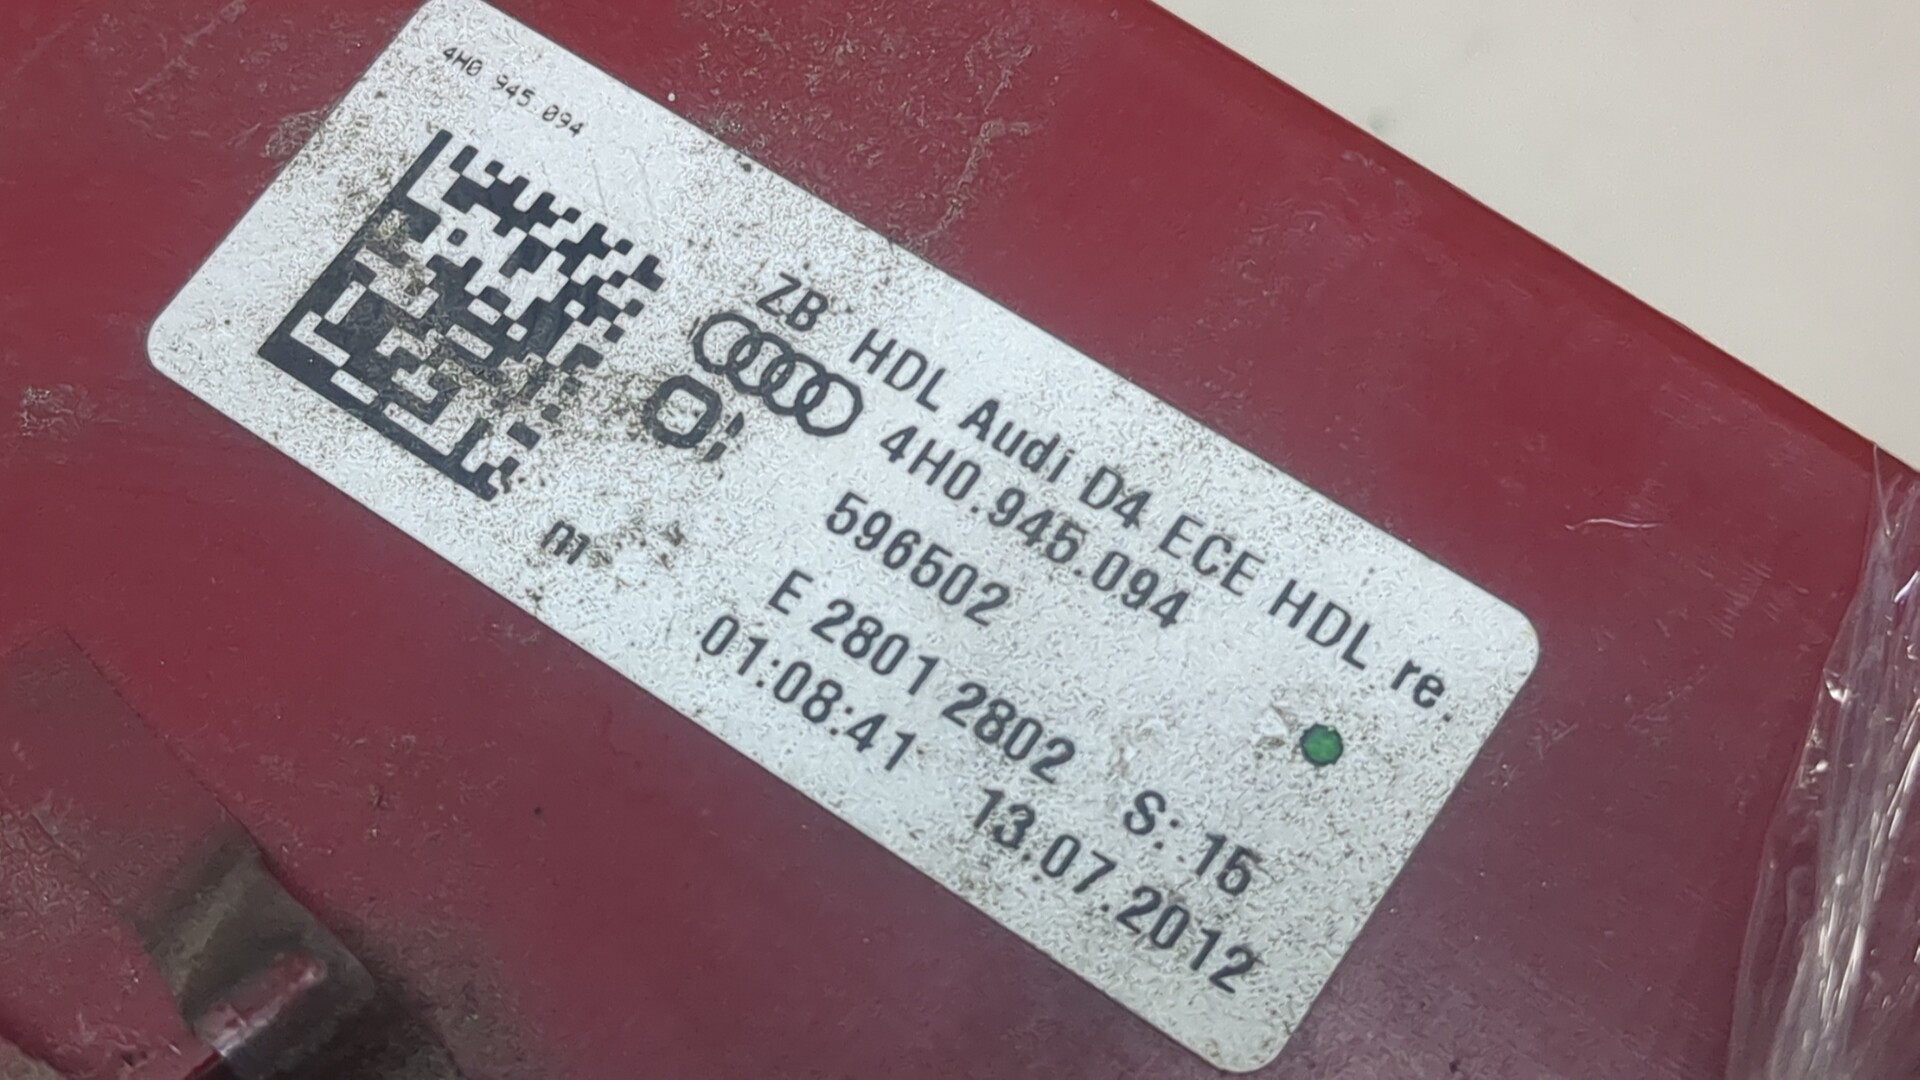 4H0.945.094
ZB HDL Audi D4 ECE HDL re.
4H0.945.094
596502
E 2801 2802 S: 15
01:08:41 13.07.2012
m